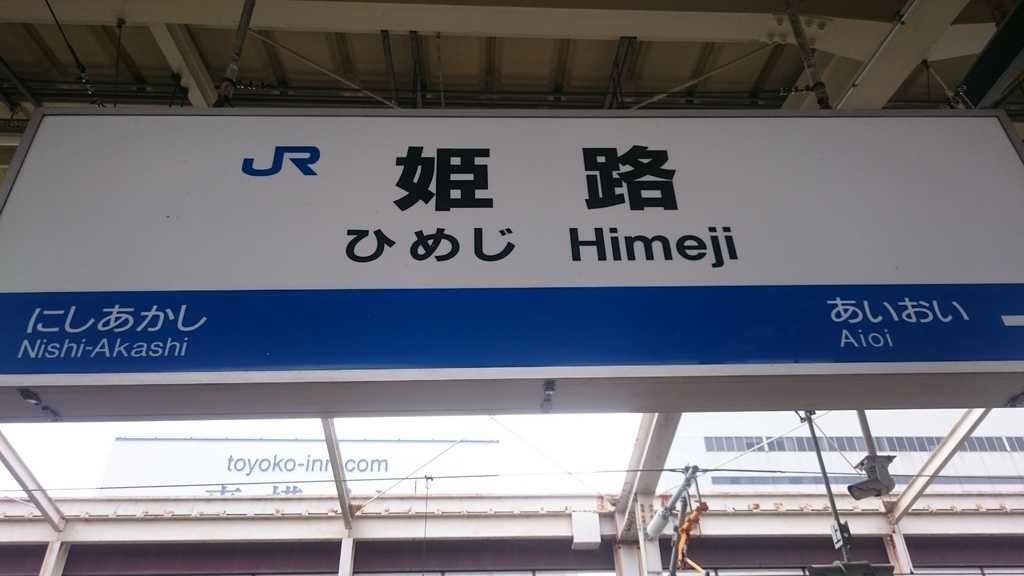 JR 姫路
ひめじ Himeji
にしあかし あいおい
Nishi-Akashi Aioi
toyoko-inn.com